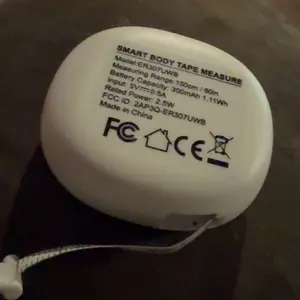 SMART BODY TAPE MEASURE
Model:ER307UWB
Measuring Range:150cm / 60in
Battery Capacity: 300mAh 1.11Wh
Input: 5V⎓0.5A
Rated Power: 2.5W
FCC ID: 2AP3Q-ER307UWB
Made in China
FC CE